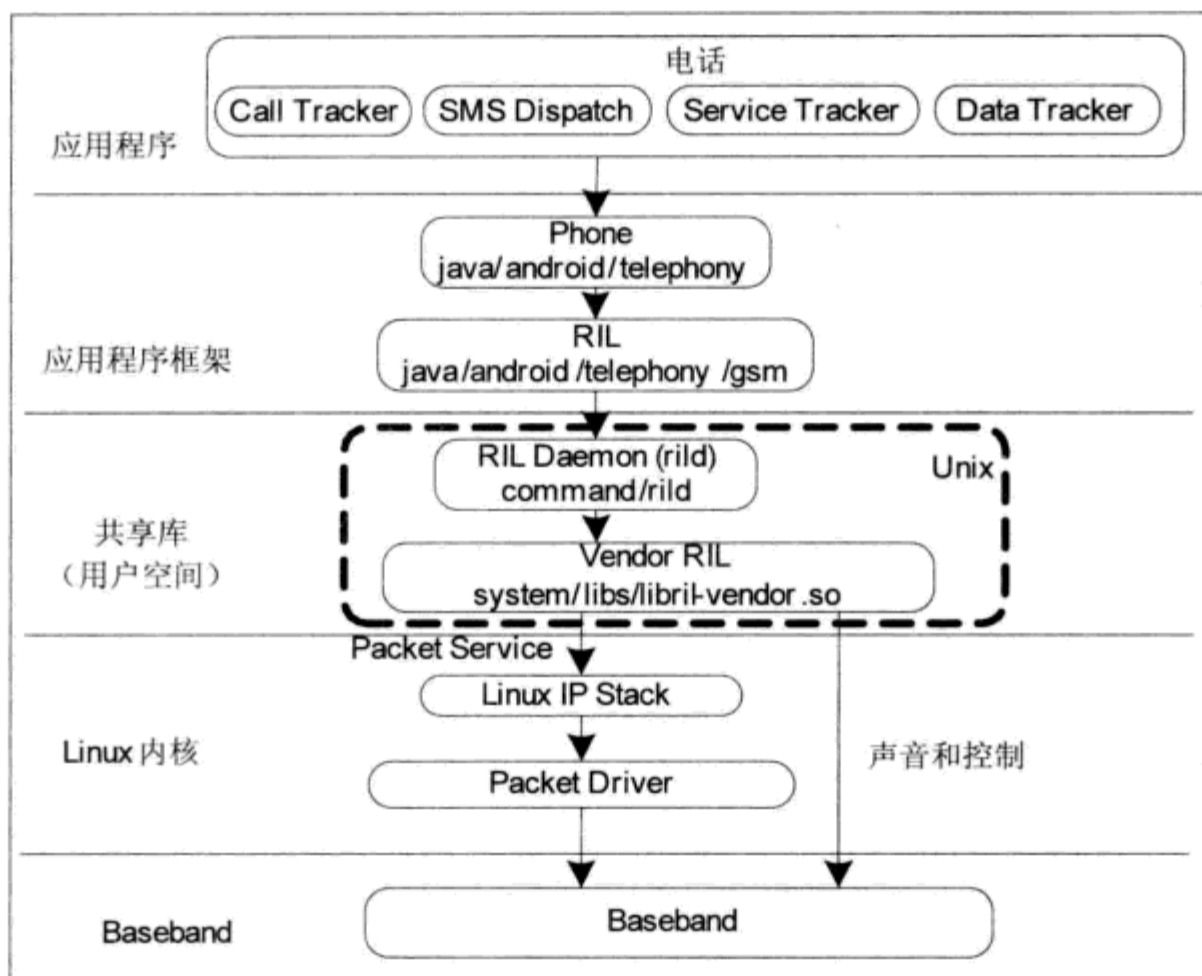 电话
Call Tracker
SMS Dispatch
Service Tracker
Data Tracker
应用程序
Phone
java/android/telephony
应用程序框架
RIL
java/android/telephony /gsm
RIL Daemon (rild)
command/rild
Unix
共享库
（用户空间）
Vendor RIL
system/libs/libril-vendor.so
Packet Service
Linux IP Stack
Linux 内核
声音和控制
Packet Driver
Baseband
Baseband